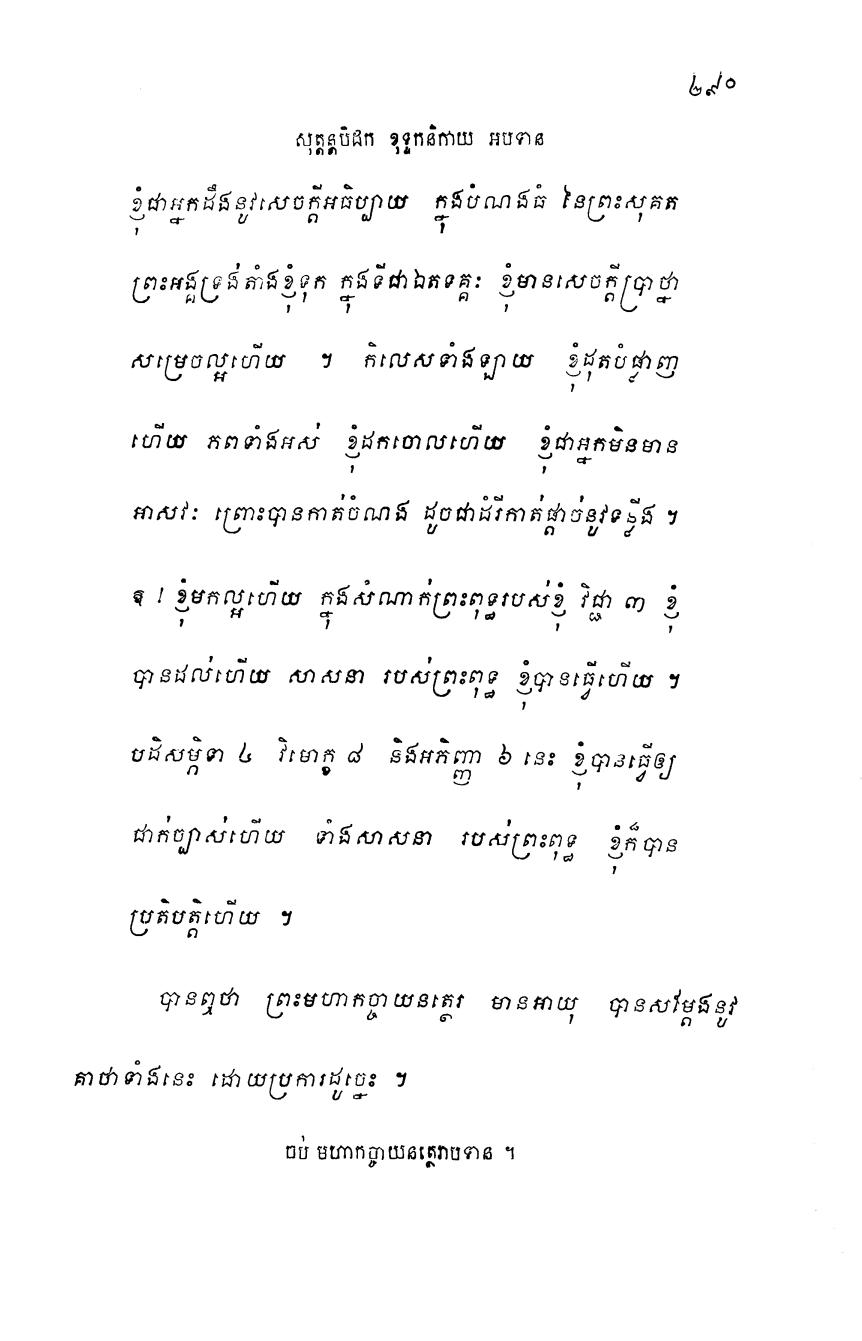 ២៩០
សុត្តន្តបិដក ខុទ្ទកនិកាយ អបទាន
ខ្ញុំជាអ្នកដឹងនូវសេចក្តីអធិប្បាយ ក្នុងបំណងធំ នៃព្រះសុគត
ព្រះអង្គទ្រង់តាំងខ្ញុំទុក ក្នុងទីជាឯតទគ្គៈ ខ្ញុំមានសេចក្តីប្រាថ្នា
សម្រេចល្អហើយ ។ កិលេសទាំងឡាយ ខ្ញុំដុតបំផ្លាញ
ហើយ ភពទាំងអស់ ខ្ញុំដកចោលហើយ ខ្ញុំជាអ្នកមិនមាន
អាសវៈ ព្រោះបានកាត់ចំណង ដូចជាដំរីកាត់ផ្តាច់នូវទន្លីង ។
ឱ ! ខ្ញុំមកល្អហើយ ក្នុងសំណាក់ព្រះពុទ្ធរបស់ខ្ញុំ វិជ្ជា ៣ ខ្ញុំ
បានដល់ហើយ សាសនា របស់ព្រះពុទ្ធ ខ្ញុំបានធ្វើហើយ ។
បដិសម្ភិទា ៤ វិមោក្ខ ៨ និងអភិញ្ញា ៦ នេះ ខ្ញុំបានធ្វើឲ្យ
ជាក់ច្បាស់ហើយ ទាំងសាសនា របស់ព្រះពុទ្ធ ខ្ញុំក៏បាន
ប្រតិបត្តិហើយ ។
បានឮថា ព្រះមហាកច្ចាយនត្ថេរ មានអាយុ បានសម្តែងនូវ
គាថាទាំងនេះ ដោយប្រការដូច្នេះ ។
ចប់ មហាកច្ចាយនត្ថេរាបទាន ។